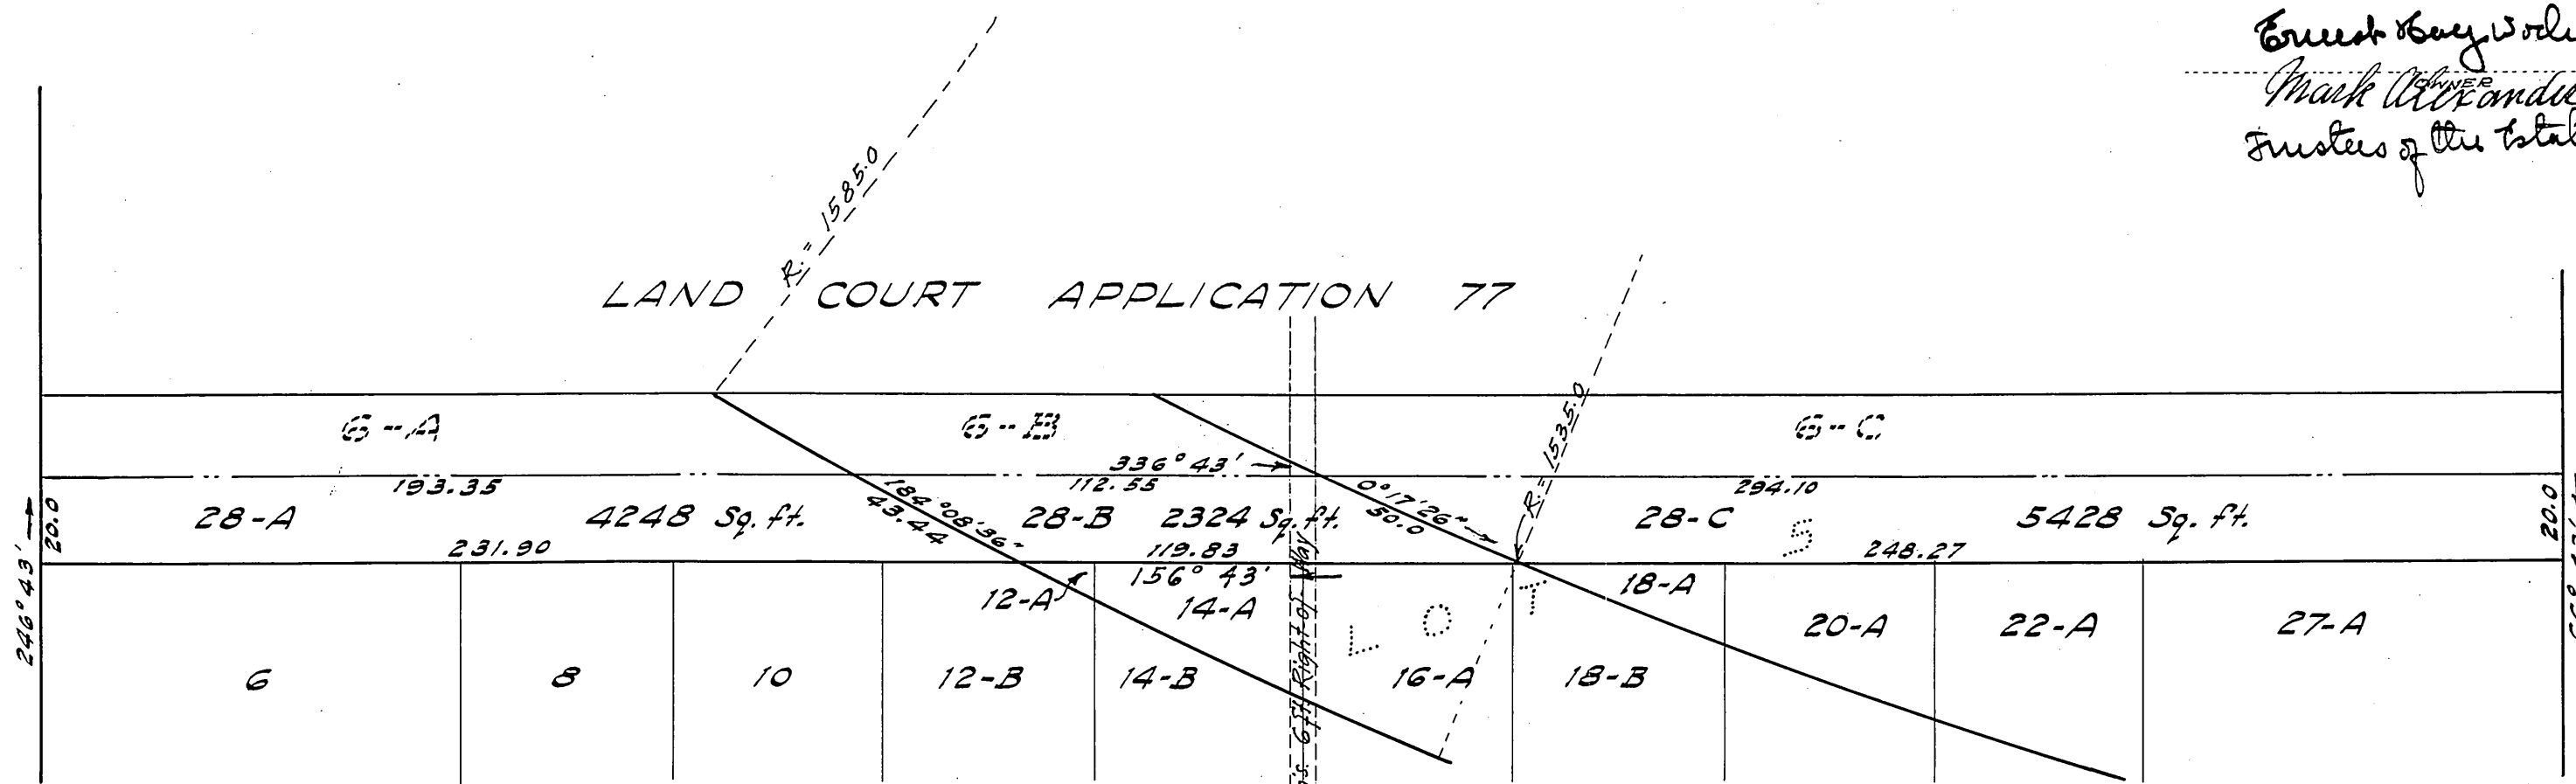 Mark Alexander
OWNER
Trustees of the Estat
R.= 1585.0
LAND COURT APPLICATION 77
6-A
6-B
6-C
R.= 1535.0
336° 43'
193.35
112.55
294.10
246° 43'
20.0
28-A
4248 Sq. ft.
184° 08' 36"
43.44
28-B
2324 Sq. ft.
0° 17' 26"
50.0
28-C
5428 Sq. ft.
20.0
231.90
119.83
248.27
156° 43'
LOT 5
6 Ft. Right of Way
12-A
14-A
18-A
20-A
22-A
27-A
6
8
10
12-B
14-B
16-A
18-B